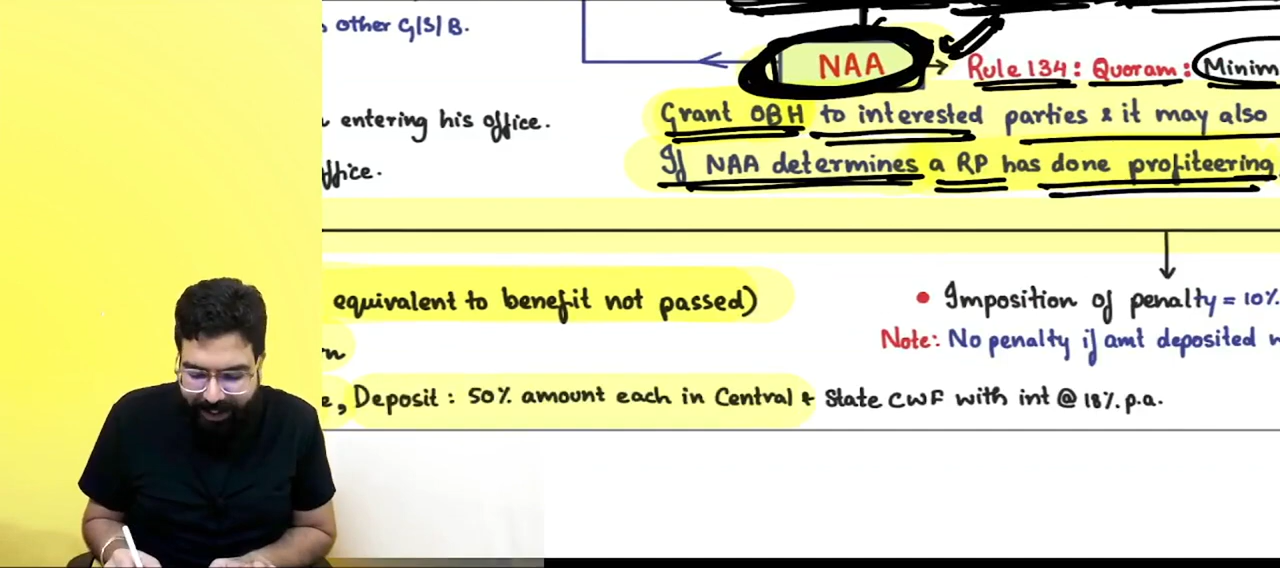 other G/S/B.
NAA → Rule 134: Quoram: Minim
entering his office.
Grant OBH to interested parties & it may also
ffice.
If NAA determines a RP has done profiteering
equivalent to benefit not passed)
• Imposition of penalty = 10%
Note: No penalty if amt deposited
e, Deposit : 50% amount each in Central & State CWF with int @ 18% p.a.